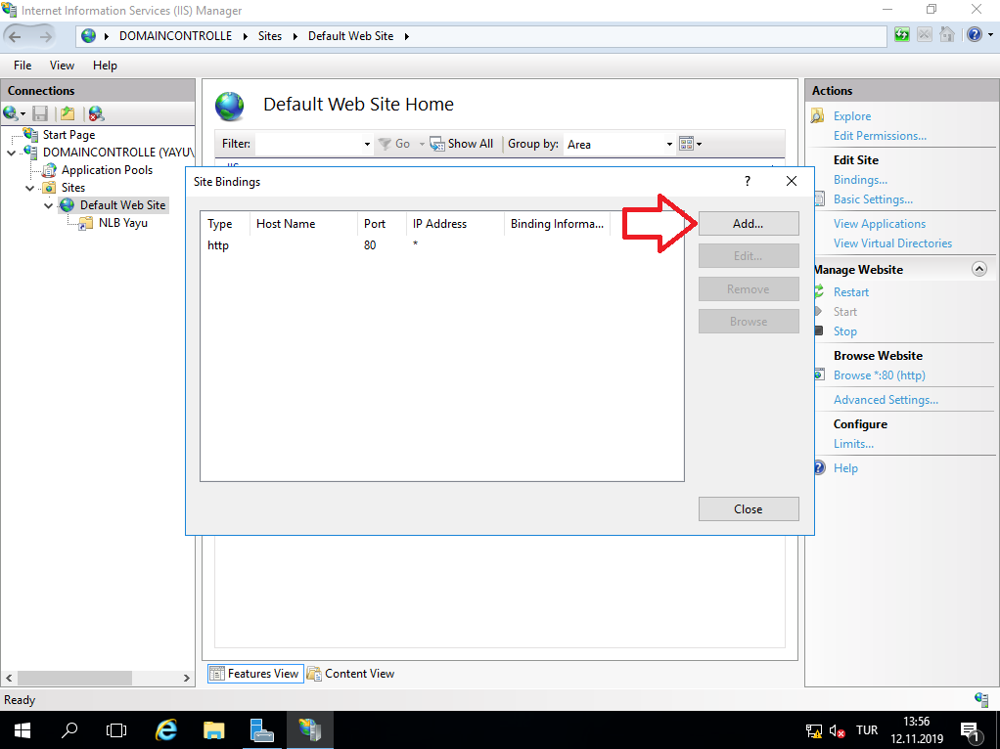 Internet Information Services (IIS) Manager
DOMAINCONTROLLE Sites Default Web Site
File View Help
Connections
Start Page
DOMAINCONTROLLE (YAYU\
Application Pools
Sites
Default Web Site
NLB Yayu
Default Web Site Home
Filter: Go Show All Group by: Area
Site Bindings ?
Type Host Name Port IP Address Binding Informa...
http 80 *
Add...
Edit...
Remove
Browse
Close
Features View Content View
Actions
Explore
Edit Permissions...
Edit Site
Bindings...
Basic Settings...
View Applications
View Virtual Directories
Manage Website
Restart
Start
Stop
Browse Website
Browse *:80 (http)
Advanced Settings...
Configure
Limits...
Help
Ready
TUR
13:56
12.11.2019
1